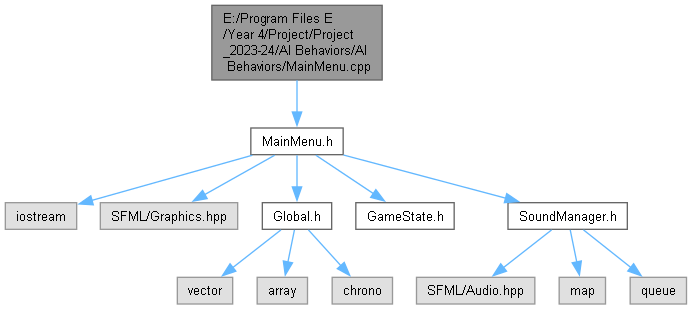 E:/Program Files E
/Year 4/Project/Project
_2023-24/AI Behaviors/AI
Behaviors/MainMenu.cpp
MainMenu.h
iostream
SFML/Graphics.hpp
Global.h
GameState.h
SoundManager.h
vector
array
chrono
SFML/Audio.hpp
map
queue